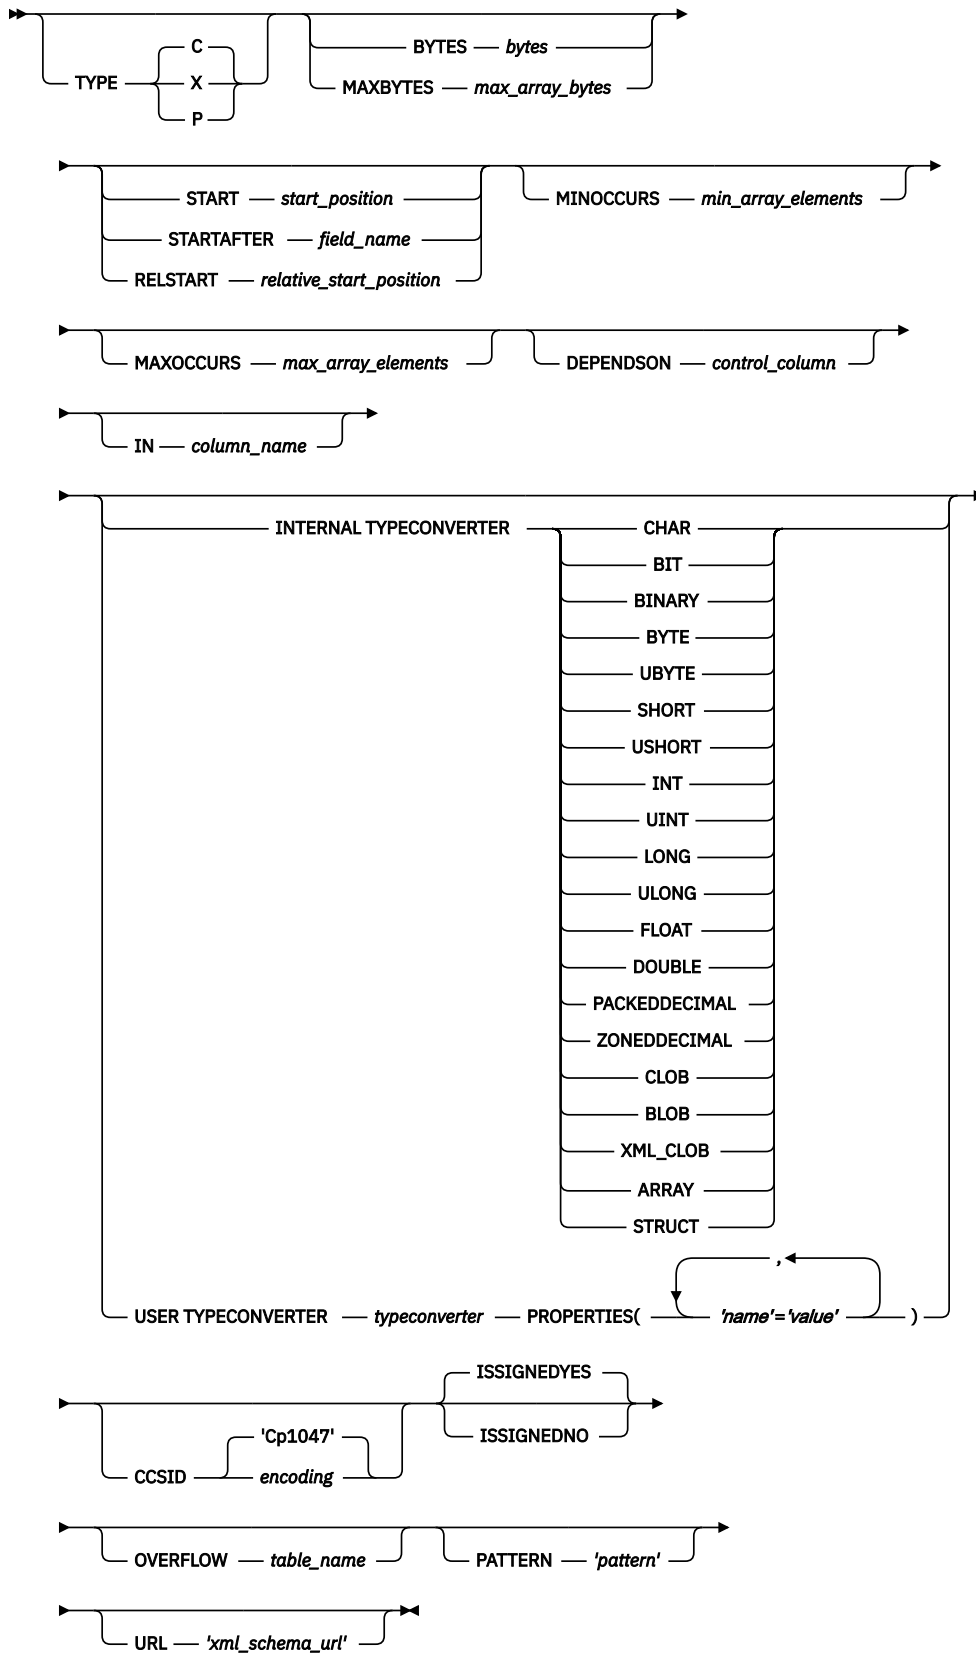 C
BYTES bytes
TYPE X
MAXBYTES max_array_bytes
P
START start_position
MINOCCURS min_array_elements
STARTAFTER field_name
RELSTART relative_start_position
MAXOCCURS max_array_elements
DEPENDSON control_column
IN column_name
INTERNAL TYPECONVERTER CHAR
BIT
BINARY
BYTE
UBYTE
SHORT
USHORT
INT
UINT
LONG
ULONG
FLOAT
DOUBLE
PACKEDDECIMAL
ZONEDDECIMAL
CLOB
BLOB
XML_CLOB
ARRAY
STRUCT
,
USER TYPECONVERTER typeconverter PROPERTIES( 'name'='value' )
ISSIGNEDYES
'Cp1047'
ISSIGNEDNO
CCSID encoding
OVERFLOW table_name
PATTERN 'pattern'
URL 'xml_schema_url'